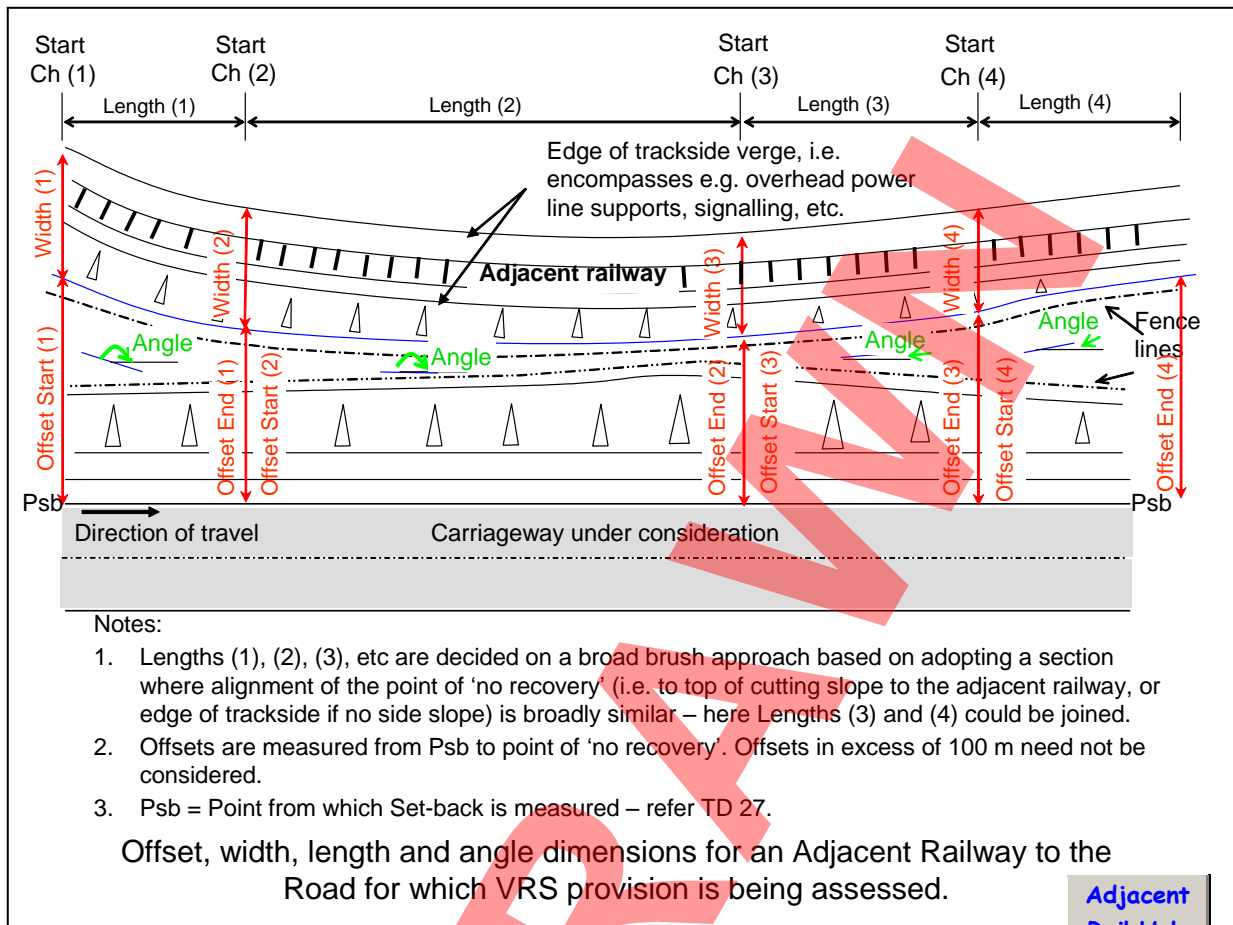 Start
Ch (1)
Start
Ch (2)
Start
Ch (3)
Start
Ch (4)
Length (1)
Length (2)
Length (3)
Length (4)
Edge of trackside verge, i.e.
encompasses e.g. overhead power
line supports, signalling, etc.
Width (1)
Width (2)
Width (3)
Width (4)
Adjacent railway
Fence
lines
Angle
Angle
Angle
Angle
Offset Start (1)
Offset End (1)
Offset Start (2)
Offset End (2)
Offset Start (3)
Offset End (3)
Offset Start (4)
Offset End (4)
Psb
Psb
Direction of travel
Carriageway under consideration
Notes:
1. Lengths (1), (2), (3), etc are decided on a broad brush approach based on adopting a section
where alignment of the point of ‘no recovery’ (i.e. to top of cutting slope to the adjacent railway, or
edge of trackside if no side slope) is broadly similar – here Lengths (3) and (4) could be joined.
2. Offsets are measured from Psb to point of ‘no recovery’. Offsets in excess of 100 m need not be
considered.
3. Psb = Point from which Set-back is measured – refer TD 27.
Offset, width, length and angle dimensions for an Adjacent Railway to the
Road for which VRS provision is being assessed.
Adjacent